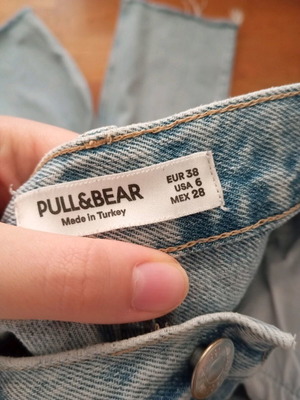 PULL&BEAR
Made in Turkey
EUR 38
USA 6
MEX 28